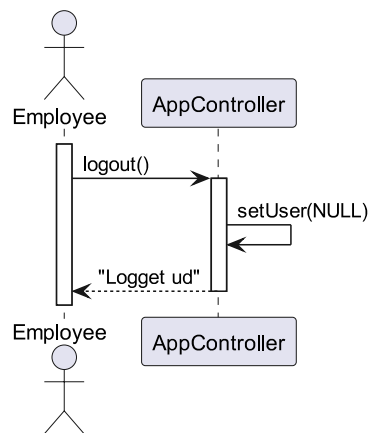 Employee
AppController
logout()
setUser(NULL)
"Logget ud"
Employee
AppController